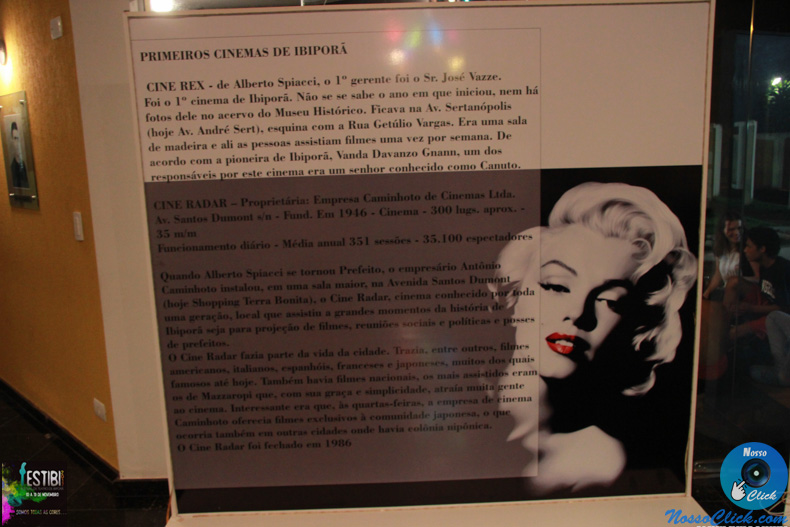 PRIMEIROS CINEMAS DE IBIPORÃ
CINE REX - de Alberto Spiacci, o 1º gerente foi o Sr. José Vazze.
Foi o 1º cinema de Ibiporã. Não se se sabe o ano em que iniciou, nem há
fotos dele no acervo do Museu Histórico. Ficava na Av. Sertanópolis
(hoje Av. André Sert), esquina com a Rua Getúlio Vargas. Era uma sala
de madeira e ali as pessoas assistiam filmes uma vez por semana. De
acordo com a pioneira de Ibiporã, Vanda Davanzo Gnann, um dos
responsáveis por este cinema era um senhor conhecido como Canuto.
CINE RADAR – Proprietária: Empresa Caminhoto de Cinemas Ltda.
Av. Santos Dumont s/n - Fund. Em 1946 - Cinema - 300 lugs. aprox. -
35 m/m
Funcionamento diário - Média anual 351 sessões - 35.100 espectadores
Quando Alberto Spiacci se tornou Prefeito, o empresário Antônio
Caminhoto instalou, em uma sala maior, na Avenida Santos Dumont
(hoje Shopping Terra Bonita), o Cine Radar, cinema conhecido por toda
uma geração, local que assistiu a grandes momentos da história de
Ibiporã seja para projeção de filmes, reuniões sociais e políticas e posses
de prefeitos.
O Cine Radar fazia parte da vida da cidade. Trazia, entre outros, filmes
americanos, italianos, espanhóis, franceses e japoneses, muitos dos quais
famosos até hoje. Também havia filmes nacionais, os mais assistidos eram
os de Mazzaropi que, com sua graça e simplicidade, atraia muita gente
ao cinema. Interessante era que, às quartas-feiras, a empresa de cinema
Caminhoto oferecia filmes exclusivos à comunidade japonesa, o que
ocorria também em outras cidades onde havia colônia nipônica.
O Cine Radar foi fechado em 1986
fESTIBI
SOMOS TODAS AS CORES
Nosso
Click
NossoClick.com